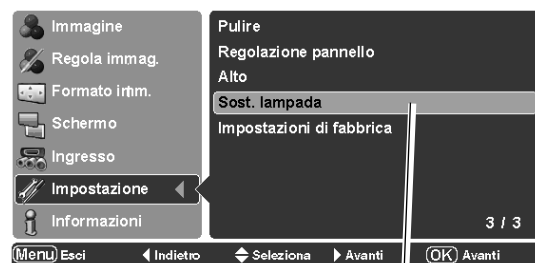 Immagine
Regola immag.
Formato imm.
Schermo
Ingresso
Impostazione
Informazioni
Pulire
Regolazione pannello
Alto
Sost. lampada
Impostazioni di fabbrica
3 / 3
Menu Esci Indietro Seleziona Avanti OK Avanti